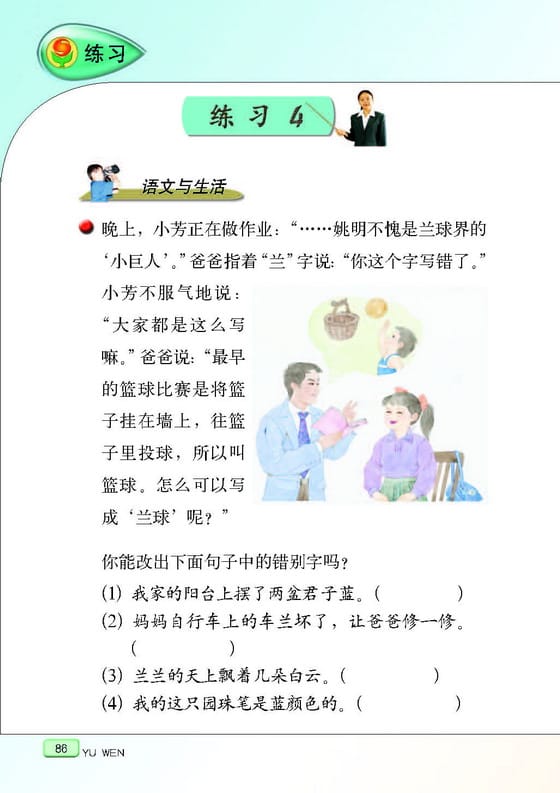 练习
练习 4
语文与生活
晚上，小芳正在做作业：“……姚明不愧是兰球界的
‘小巨人’。”爸爸指着“兰”字说：“你这个字写错了。”
小芳不服气地说：
“大家都是这么写
嘛。”爸爸说：“最早
的篮球比赛是将篮
子挂在墙上，往篮
子里投球，所以叫
篮球。怎么可以写
成‘兰球’呢？”
你能改出下面句子中的错别字吗？
(1) 我家的阳台上摆了两盆君子蓝。（　　　　）
(2) 妈妈自行车上的车兰坏了，让爸爸修一修。
（　　　　）
(3) 兰兰的天上飘着几朵白云。（　　　　）
(4) 我的这只园珠笔是蓝颜色的。（　　　　）
86 YU WEN